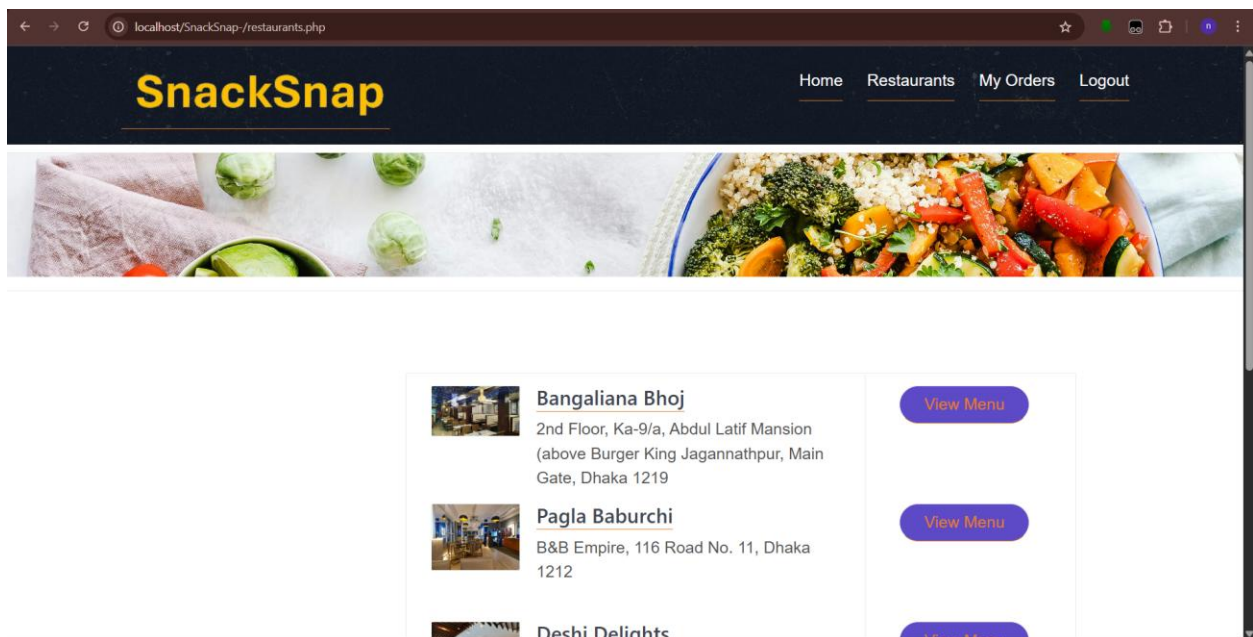 localhost/SnackSnap-/restaurants.php
n
SnackSnap
Home Restaurants My Orders Logout
Bangaliana Bhoj
View Menu
2nd Floor, Ka-9/a, Abdul Latif Mansion
(above Burger King Jagannathpur, Main
Gate, Dhaka 1219
Pagla Baburchi
View Menu
B&B Empire, 116 Road No. 11, Dhaka
1212
Deshi Delights
View Menu